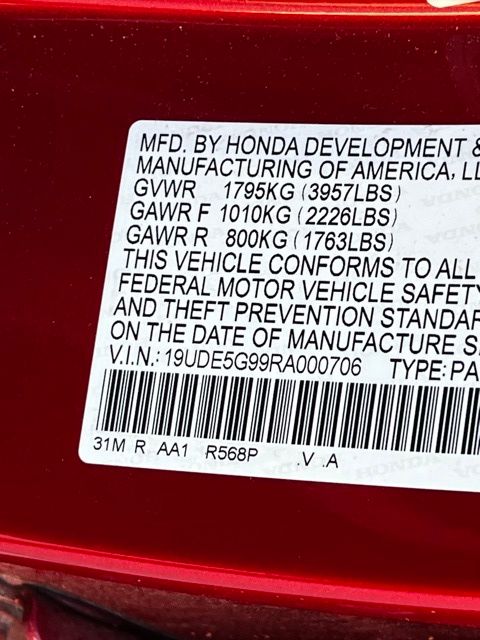 MFD. BY HONDA DEVELOPMENT &
MANUFACTURING OF AMERICA, LL
GVWR 1795KG (3957LBS)
GAWR F 1010KG (2226LBS)
GAWR R 800KG (1763LBS)
THIS VEHICLE CONFORMS TO ALL
FEDERAL MOTOR VEHICLE SAFETY
AND THEFT PREVENTION STANDAR
ON THE DATE OF MANUFACTURE S
V.I.N.: 19UDE5G99RA000706 TYPE: PA
31M R AA1 R568P .V .A